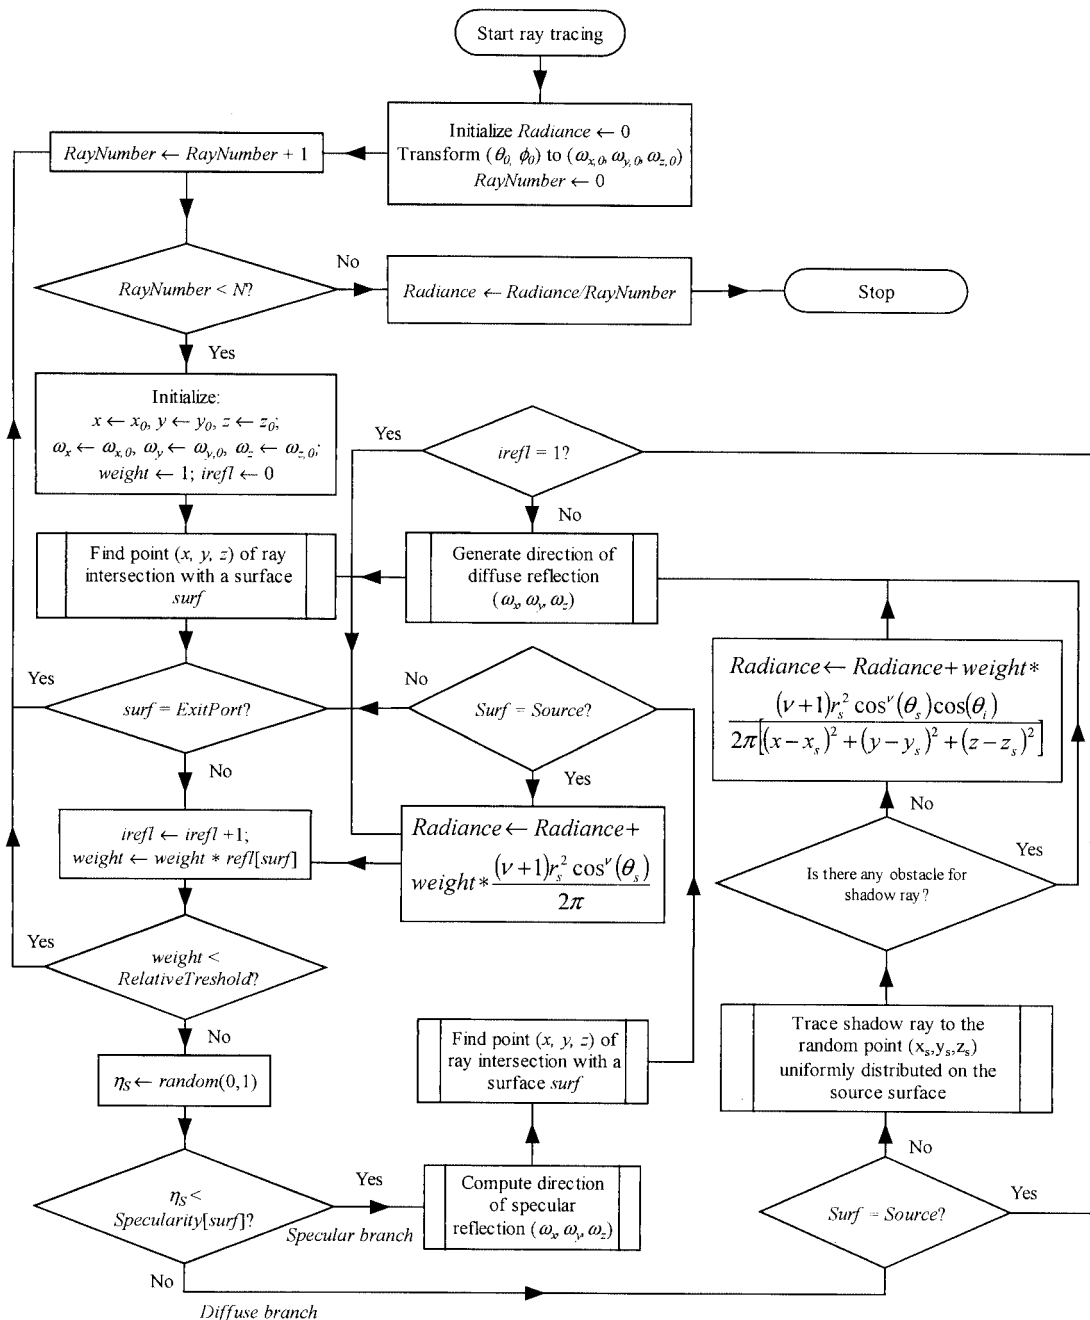 Start ray tracing
Initialize Radiance ← 0
Transform (θ0, ϕ0) to (ωx,0, ωy,0, ωz,0)
RayNumber ← 0
RayNumber ← RayNumber + 1
RayNumber < N?
No
Radiance ← Radiance/RayNumber
Stop
Yes
Initialize:
x ← x0, y ← y0, z ← z0;
ωx ← ωx,0, ωy ← ωy,0, ωz ← ωz,0;
weight ← 1; irefl ← 0
Yes
irefl = 1?
No
Find point (x, y, z) of ray
intersection with a surface
surf
Generate direction of
diffuse reflection
(ωx, ωy, ωz)
Yes
surf = ExitPort?
No
No
Surf = Source?
Yes
Radiance ← Radiance + weight*
(ν+1)rs² cosν(θs)cos(θi)
2π[(x−xs)² + (y−ys)² + (z−zs)²]
No
irefl ← irefl +1;
weight ← weight * refl[surf]
Radiance ← Radiance +
weight* (ν+1)rs² cosν(θs)
2π
Is there any obstacle for
shadow ray?
Yes
Yes
weight <
RelativeTreshold?
No
ηS ← random(0,1)
Find point (x, y, z) of
ray intersection with a
surface surf
Trace shadow ray to the
random point (xs,ys,zs)
uniformly distributed on the
source surface
No
ηS <
Specularity[surf]?
Yes
Specular branch
Compute direction
of specular
reflection (ωx, ωy, ωz)
Surf = Source?
Yes
No
Diffuse branch